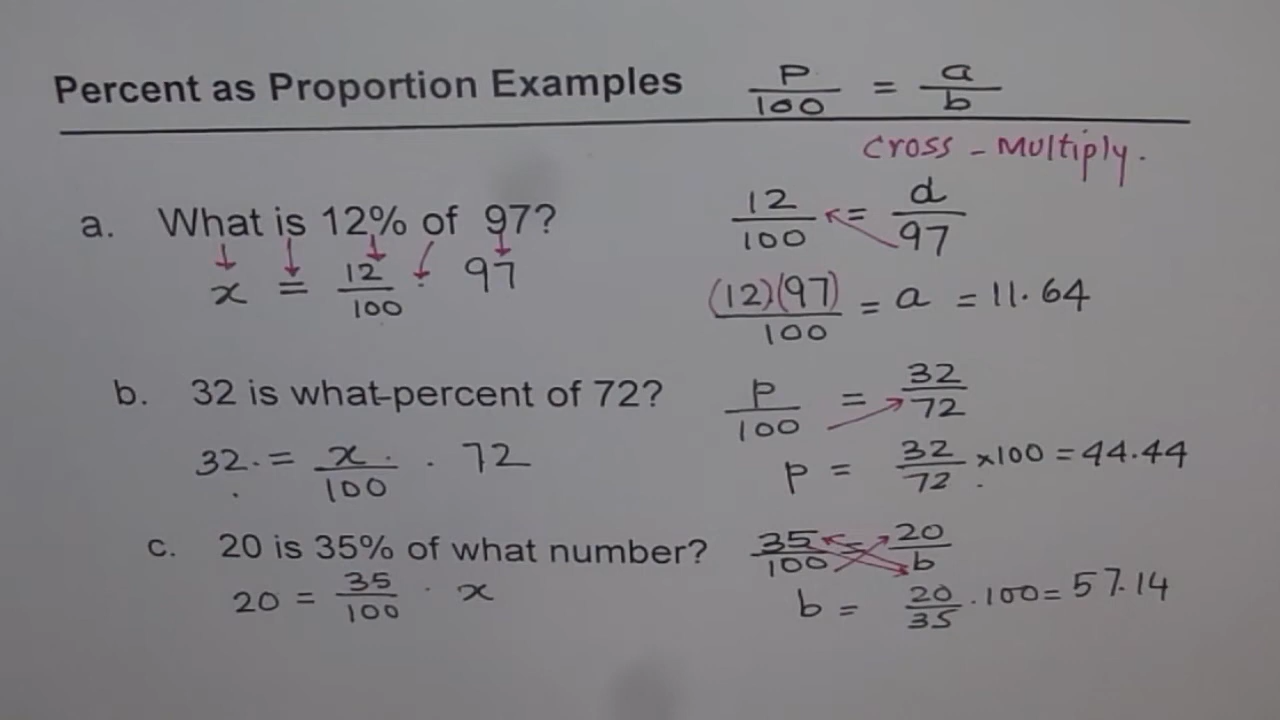 Percent as Proportion Examples P/100 = a/b
Cross - Multiply.
a. What is 12% of 97? 12/100 = a/97
x = 12/100 · 97
(12)(97)/100 = a = 11.64
b. 32 is what percent of 72? p/100 = 32/72
32 = x/100 · 72 p = 32/72 ×100 = 44.44
c. 20 is 35% of what number? 35/100 = 20/b
20 = 35/100 · x b = 20/35 · 100 = 57.14